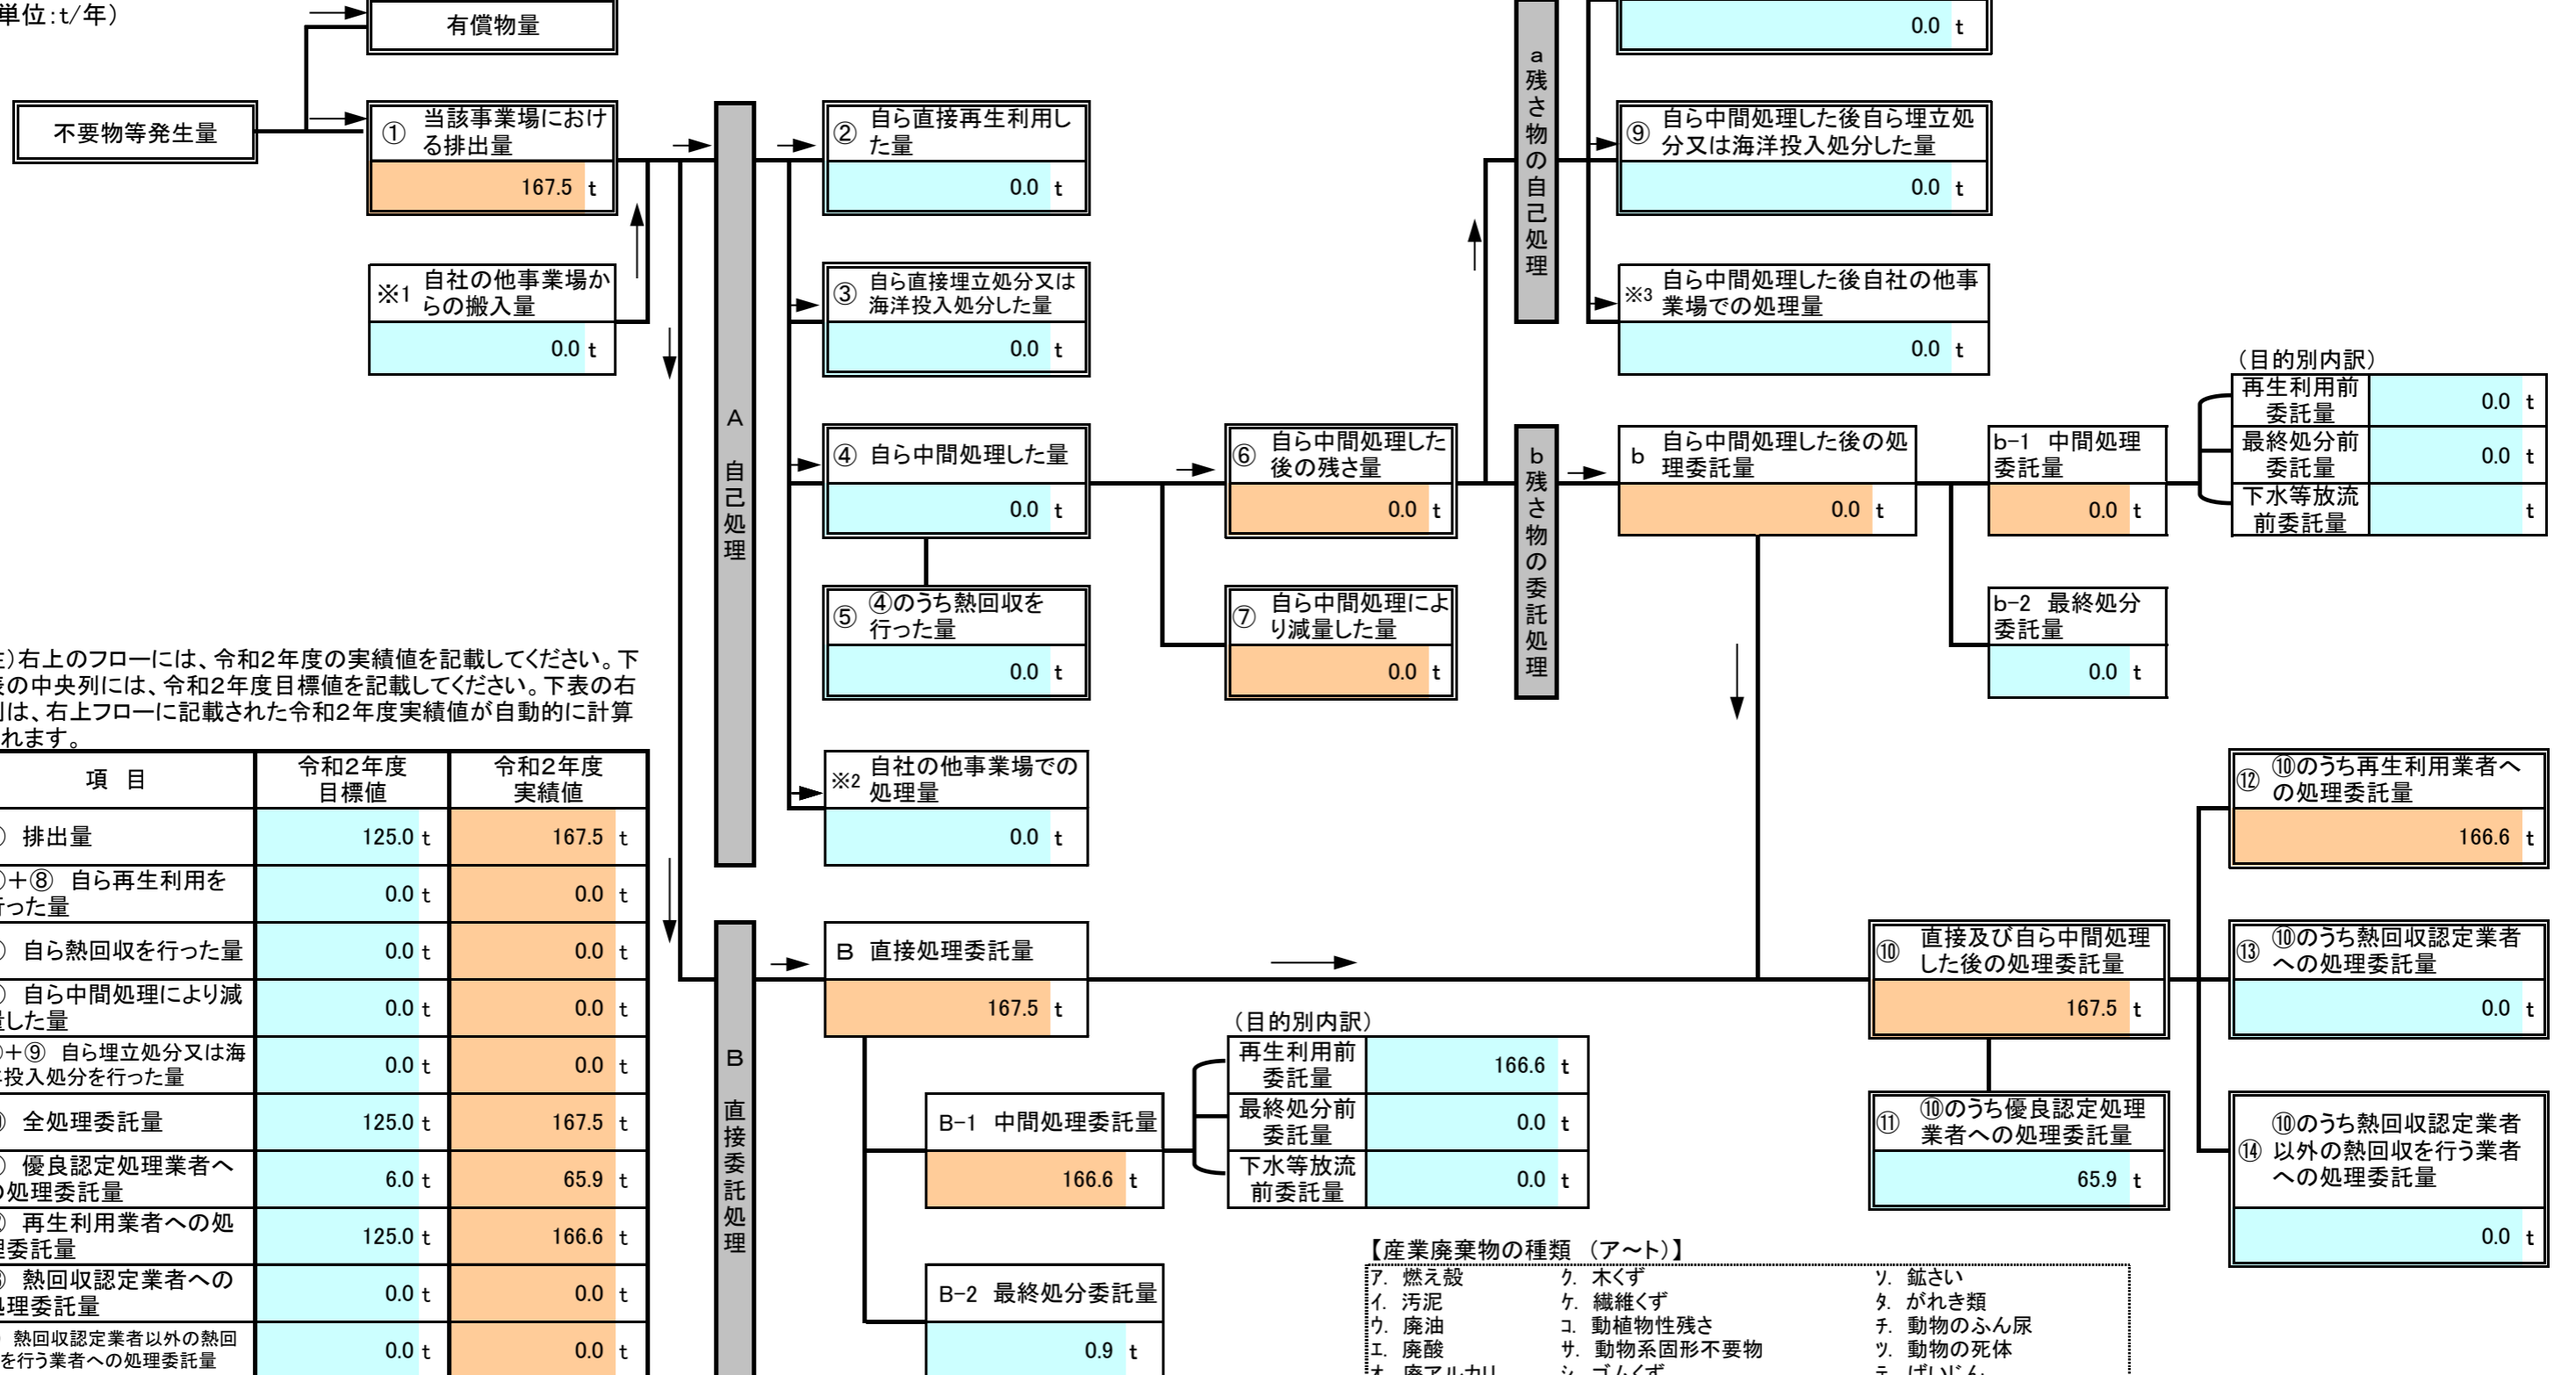 単位:t/年)
有償物量
0.0 t
不要物等発生量
① 当該事業場におけ
る排出量
167.5 t
※1 自社の他事業場か
らの搬入量
0.0 t
A 自己処理
② 自ら直接再生利用し
た量
0.0 t
③ 自ら直接埋立処分又は
海洋投入処分した量
0.0 t
④ 自ら中間処理した量
0.0 t
⑤ ④のうち熱回収を
行った量
0.0 t
※2 自社の他事業場での
処理量
0.0 t
⑥ 自ら中間処理した
後の残さ量
0.0 t
⑦ 自ら中間処理によ
り減量した量
0.0 t
a 残さ物の自己処理
⑨ 自ら中間処理した後自ら埋立処
分又は海洋投入処分した量
0.0 t
※3 自ら中間処理した後自社の他事
業場での処理量
0.0 t
b 残さ物の委託処理
b 自ら中間処理した後の処
理委託量
0.0 t
b-1 中間処理
委託量
0.0 t
b-2 最終処分
委託量
0.0 t
(目的別内訳)
再生利用前
委託量
0.0 t
最終処分前
委託量
0.0 t
下水等放流
前委託量
t
)右上のフローには、令和2年度の実績値を記載してください。下
表の中央列には、令和2年度目標値を記載してください。下表の右
列は、右上フローに記載された令和2年度実績値が自動的に計算
れます。
項 目
令和2年度
目標値
令和2年度
実績値
排出量
125.0 t
167.5 t
+⑧ 自ら再生利用を
行った量
0.0 t
0.0 t
自ら熱回収を行った量
0.0 t
0.0 t
自ら中間処理により減
量した量
0.0 t
0.0 t
+⑨ 自ら埋立処分又は海
洋投入処分を行った量
0.0 t
0.0 t
全処理委託量
125.0 t
167.5 t
優良認定処理業者へ
の処理委託量
6.0 t
65.9 t
再生利用業者への処
理委託量
125.0 t
166.6 t
熱回収認定業者への
処理委託量
0.0 t
0.0 t
熱回収認定業者以外の熱回
を行う業者への処理委託量
0.0 t
0.0 t
B 直接委託処理
B 直接処理委託量
167.5 t
B-1 中間処理委託量
166.6 t
B-2 最終処分委託量
0.9 t
(目的別内訳)
再生利用前
委託量
166.6 t
最終処分前
委託量
0.0 t
下水等放流
前委託量
0.0 t
⑩ 直接及び自ら中間処理
した後の処理委託量
167.5 t
⑪ ⑩のうち優良認定処理
業者への処理委託量
65.9 t
⑫ ⑩のうち再生利用業者へ
の処理委託量
166.6 t
⑬ ⑩のうち熱回収認定業者
への処理委託量
0.0 t
⑭ ⑩のうち熱回収認定業者
以外の熱回収を行う業者
への処理委託量
0.0 t
【産業廃棄物の種類 (ア~ト)】
ア. 燃え殻 ク. 木くず ソ. 鉱さい
イ. 汚泥 ケ. 繊維くず タ. がれき類
ウ. 廃油 コ. 動植物性残さ チ. 動物のふん尿
エ. 廃酸 サ. 動物系固形不要物 ツ. 動物の死体
オ. 廃アルカリ シ. ゴムくず テ. ばいじん